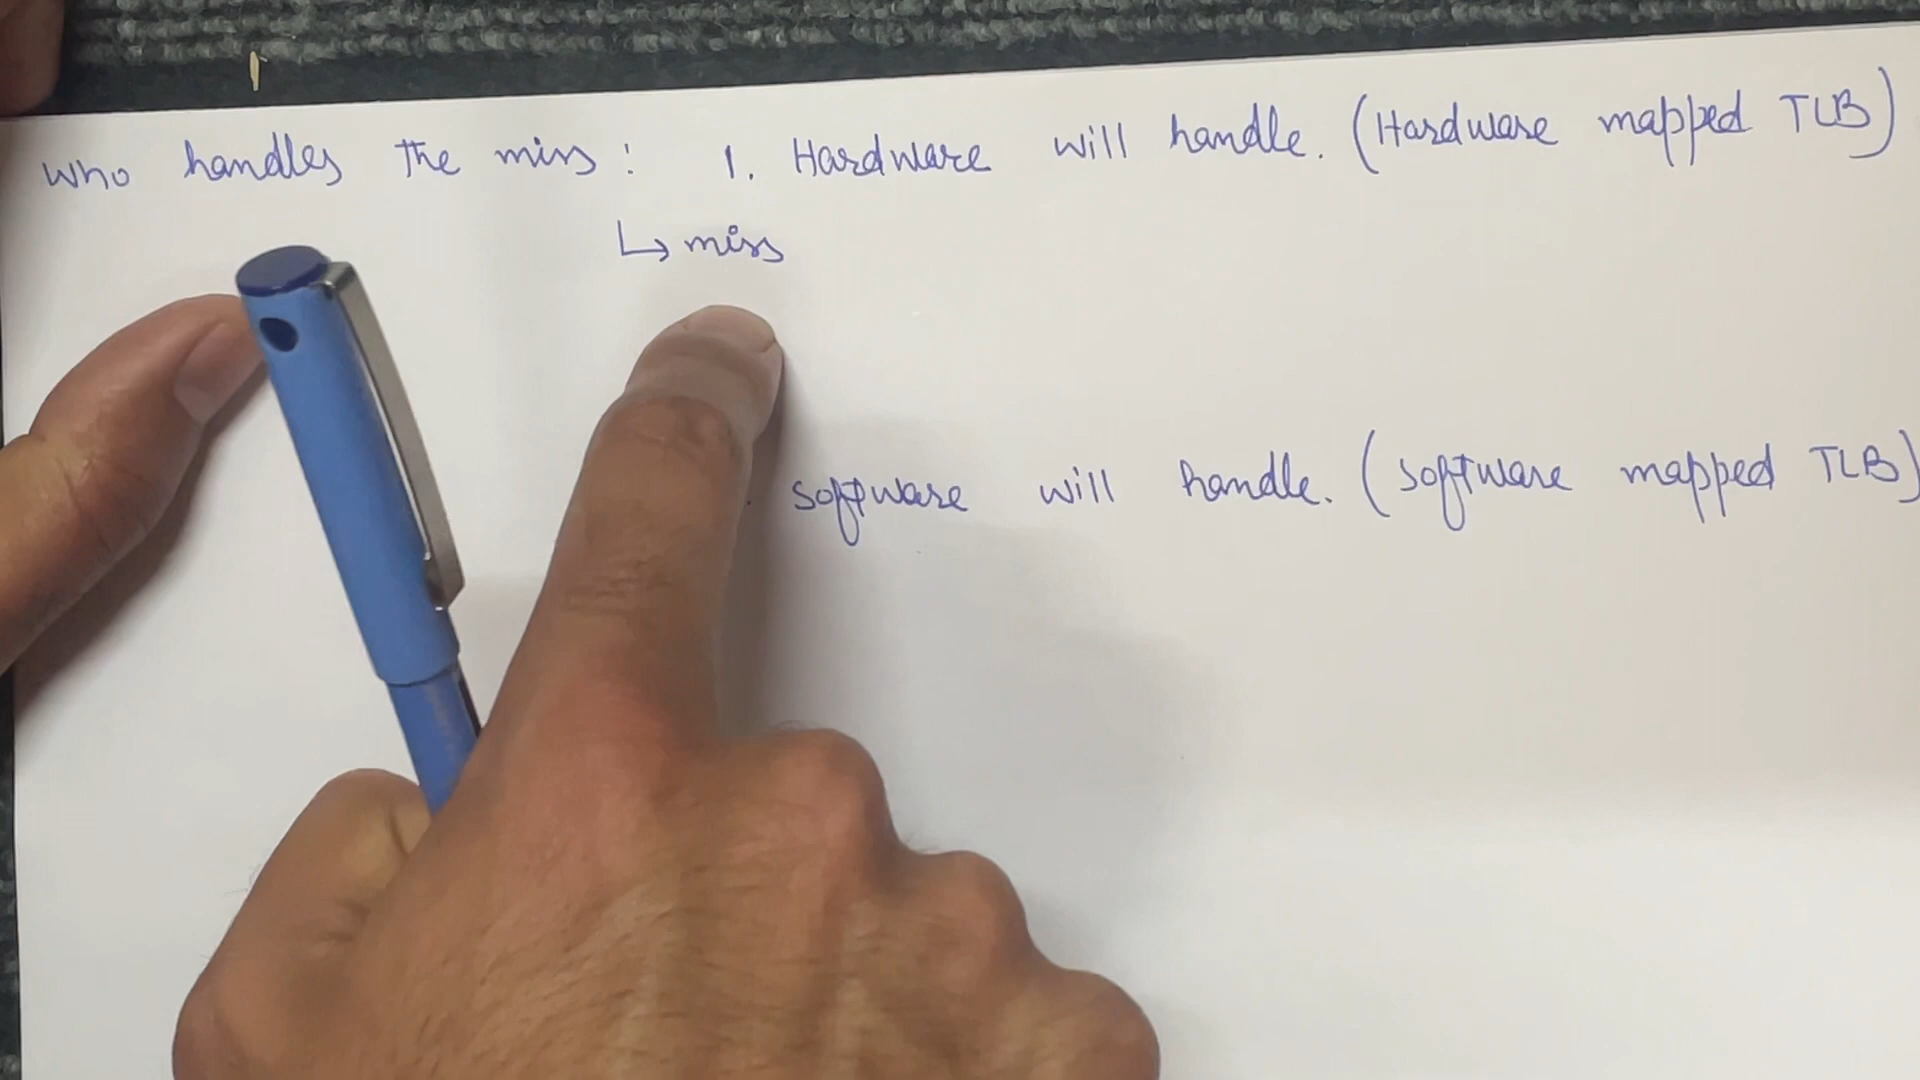 Who handles the miss : 1. Hardware will handle. (Hardware mapped TLB)
↳ miss
. software will handle. (software mapped TLB)